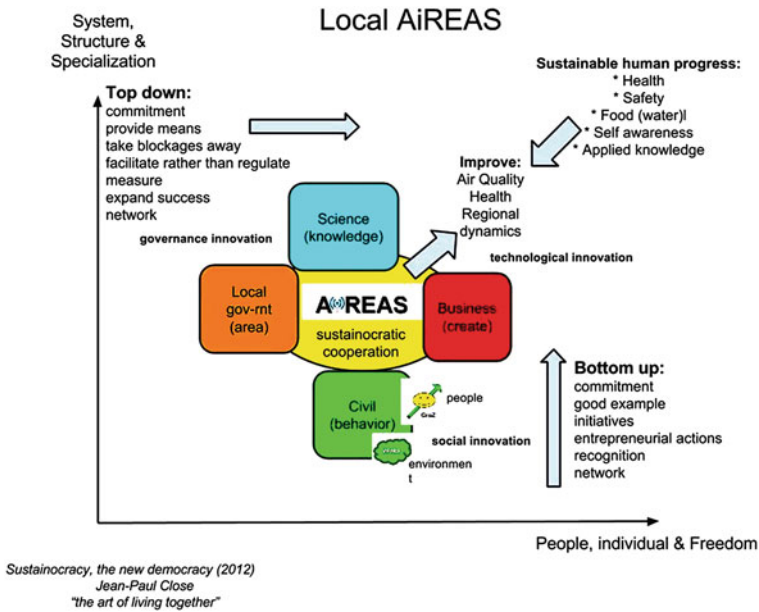 Local AiREAS
System,
Structure &
Specialization
Top down:
commitment
provide means
take blockages away
facilitate rather than regulate
measure
expand success
network
Sustainable human progress:
* Health
* Safety
* Food (water)l
* Self awareness
* Applied knowledge
Improve:
Air Quality
Health
Regional
dynamics
governance innovation
technological innovation
Science
(knowledge)
Local
gov-rnt
(area)
AiREAS
sustainocratic
cooperation
Business
(create)
Civil
(behavior)
people
social innovation
environmen
t
Bottom up:
commitment
good example
initiatives
entrepreneurial actions
recognition
network
People, individual & Freedom
Sustainocracy, the new democracy (2012)
Jean-Paul Close
"the art of living together"